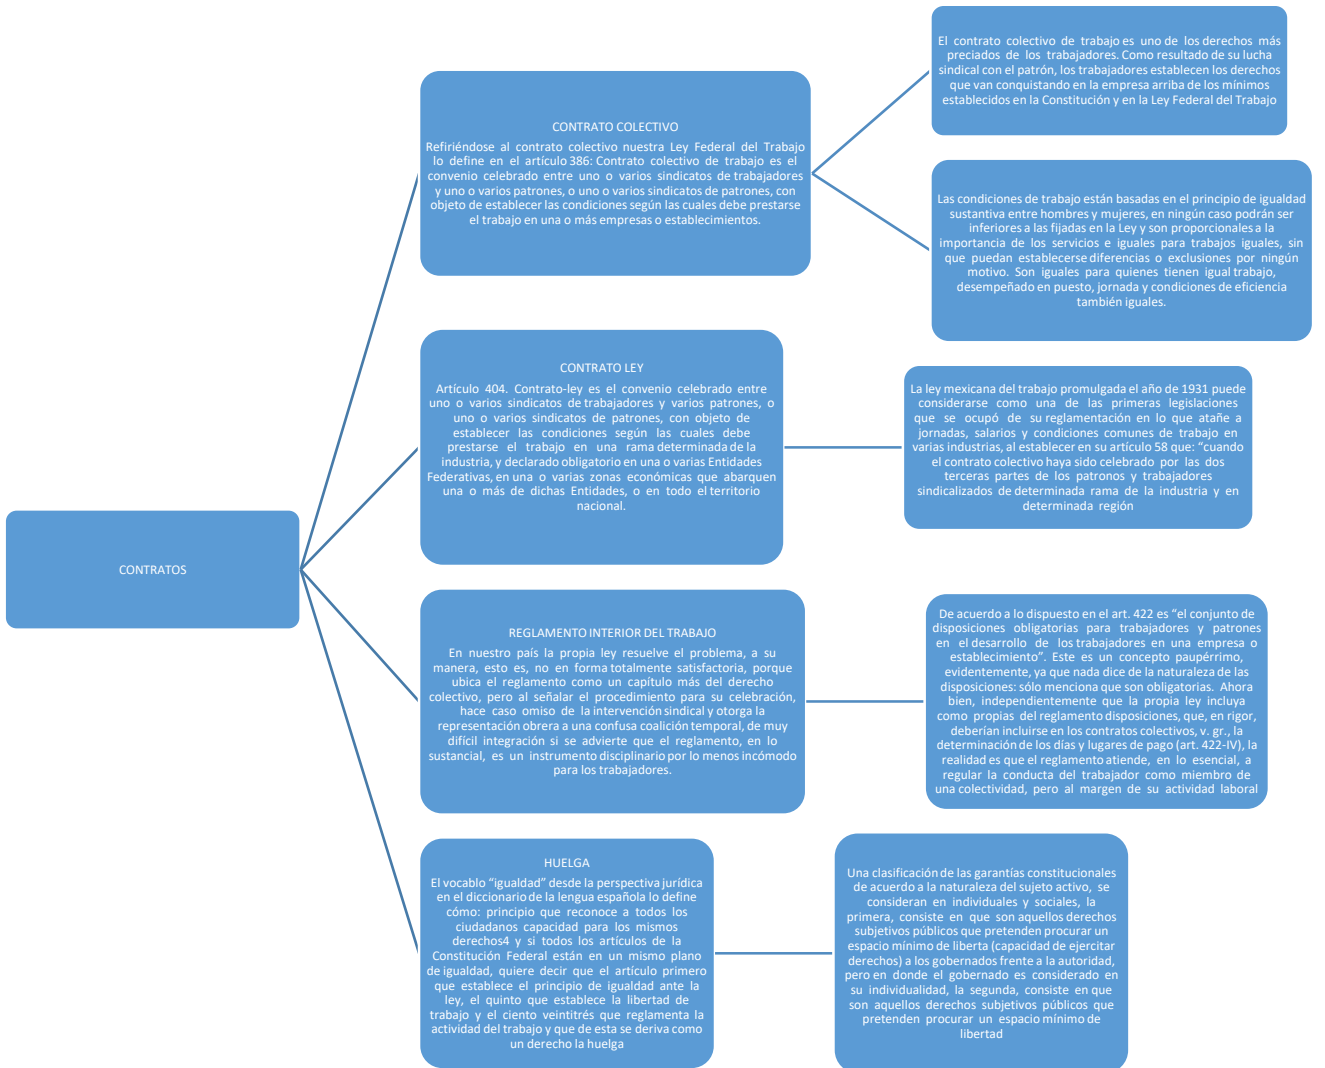 CONTRATOS
CONTRATO COLECTIVO
Refiriéndose al contrato colectivo nuestra Ley Federal del Trabajo
lo define en el artículo 386: Contrato colectivo de trabajo es el
convenio celebrado entre uno o varios sindicatos de trabajadores
y uno o varios patrones, o uno o varios sindicatos de patrones, con
objeto de establecer las condiciones según las cuales debe prestarse
el trabajo en una o más empresas o establecimientos.
El contrato colectivo de trabajo es uno de los derechos más
preciados de los trabajadores. Como resultado de su lucha
sindical con el patrón, los trabajadores establecen los derechos
que van conquistando en la empresa arriba de los mínimos
establecidos en la Constitución y en la Ley Federal del Trabajo
Las condiciones de trabajo están basadas en el principio de igualdad
sustantiva entre hombres y mujeres, en ningún caso podrán ser
inferiores a las fijadas en la Ley y son proporcionales a la
importancia de los servicios e iguales para trabajos iguales, sin
que puedan establecerse diferencias o exclusiones por ningún
motivo. Son iguales para quienes tienen igual trabajo,
desempeñado en puesto, jornada y condiciones de eficiencia
también iguales.
CONTRATO LEY
Artículo 404. Contrato-ley es el convenio celebrado entre
uno o varios sindicatos de trabajadores y varios patrones, o
uno o varios sindicatos de patrones, con objeto de
establecer las condiciones según las cuales debe
prestarse el trabajo en una rama determinada de la
industria, y declarado obligatorio en una o varias Entidades
Federativas, en una o varias zonas económicas que abarquen
una o más de dichas Entidades, o en todo el territorio
nacional.
La ley mexicana del trabajo promulgada el año de 1931 puede
considerarse como una de las primeras legislaciones
que se ocupó de su reglamentación en lo que atañe a
jornadas, salarios y condiciones comunes de trabajo en
varias industrias, al establecer en su artículo 58 que: “cuando
el contrato colectivo haya sido celebrado por las dos
terceras partes de los patronos y trabajadores
sindicalizados de determinada rama de la industria y en
determinada región
REGLAMENTO INTERIOR DEL TRABAJO
En nuestro país la propia ley resuelve el problema, a su
manera, esto es, no en forma totalmente satisfactoria, porque
ubica el reglamento como un capítulo más del derecho
colectivo, pero al señalar el procedimiento para su celebración,
hace caso omiso de la intervención sindical y otorga la
representación obrera a una confusa coalición temporal, de muy
difícil integración si se advierte que el reglamento, en lo
sustancial, es un instrumento disciplinario por lo menos incómodo
para los trabajadores.
De acuerdo a lo dispuesto en el art. 422 es “el conjunto de
disposiciones obligatorias para trabajadores y patrones
en el desarrollo de los trabajadores en una empresa o
establecimiento”. Este es un concepto paupérrimo,
evidentemente, ya que nada dice de la naturaleza de las
disposiciones: sólo menciona que son obligatorias. Ahora
bien, independientemente que la propia ley incluya
como propias del reglamento disposiciones, que, en rigor,
deberían incluirse en los contratos colectivos, v. gr., la
determinación de los días y lugares de pago (art. 422-IV), la
realidad es que el reglamento atiende, en lo esencial, a
regular la conducta del trabajador como miembro de
una colectividad, pero al margen de su actividad laboral
HUELGA
El vocablo “igualdad” desde la perspectiva jurídica
en el diccionario de la lengua española lo define
cómo: principio que reconoce a todos los
ciudadanos capacidad para los mismos
derechos4 y si todos los artículos de la
Constitución Federal están en un mismo plano
de igualdad, quiere decir que el artículo primero
que establece el principio de igualdad ante la
ley, el quinto que establece la libertad de
trabajo y el ciento veintitrés que reglamenta la
actividad del trabajo y que de esta se deriva como
un derecho la huelga
Una clasificación de las garantías constitucionales
de acuerdo a la naturaleza del sujeto activo, se
consideran en individuales y sociales, la
primera, consiste en que son aquellos derechos
subjetivos públicos que pretenden procurar un
espacio mínimo de liberta (capacidad de ejercitar
derechos) a los gobernados frente a la autoridad,
pero en donde el gobernado es considerado en
su individualidad, la segunda, consiste en que
son aquellos derechos subjetivos públicos que
pretenden procurar un espacio mínimo de
libertad